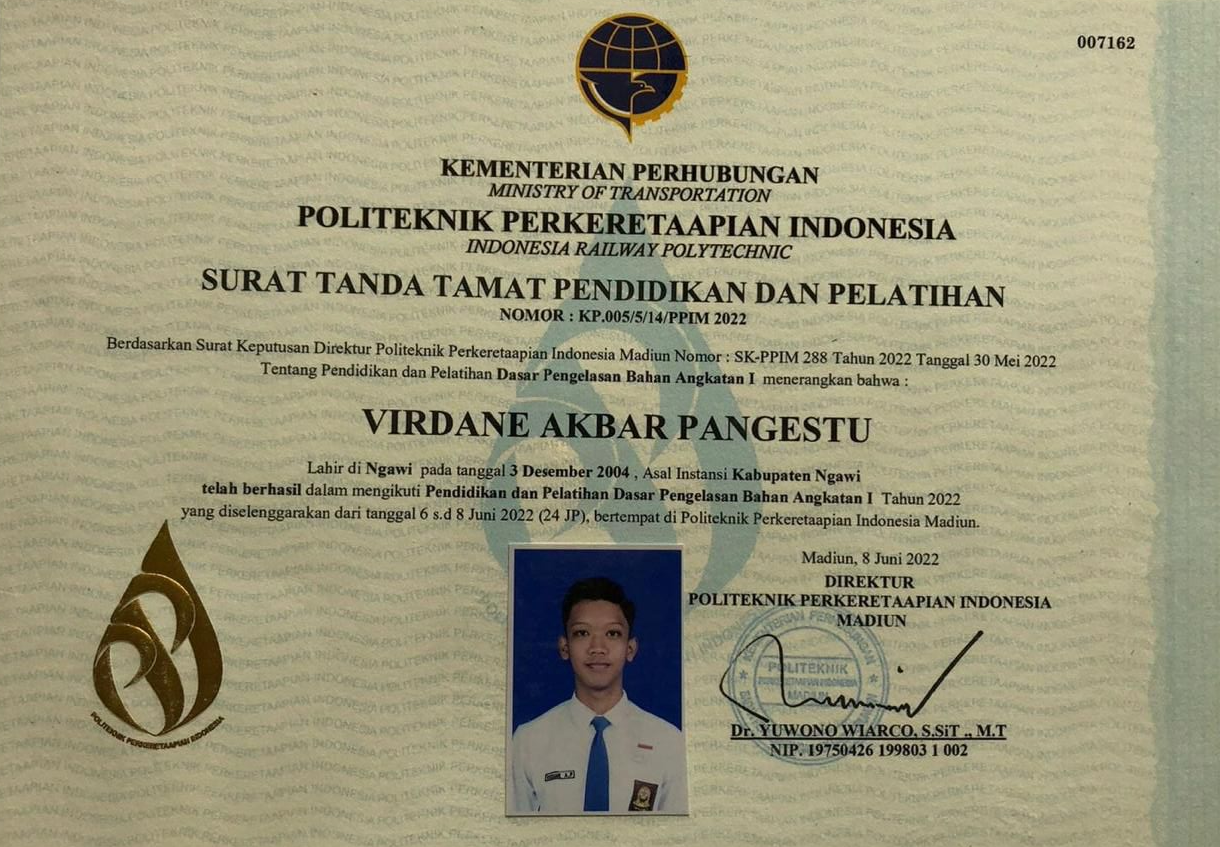 007162
KEMENTERIAN PERHUBUNGAN
MINISTRY OF TRANSPORTATION
POLITEKNIK PERKERETAAPIAN INDONESIA
INDONESIA RAILWAY POLYTECHNIC
SURAT TANDA TAMAT PENDIDIKAN DAN PELATIHAN
NOMOR : KP.005/5/14/PPIM 2022
Berdasarkan Surat Keputusan Direktur Politeknik Perkeretaapian Indonesia Madiun Nomor : SK-PPIM 288 Tahun 2022 Tanggal 30 Mei 2022
Tentang Pendidikan dan Pelatihan Dasar Pengelasan Bahan Angkatan I menerangkan bahwa :
VIRDANE AKBAR PANGESTU
Lahir di Ngawi pada tanggal 3 Desember 2004 , Asal Instansi Kabupaten Ngawi
telah berhasil dalam mengikuti Pendidikan dan Pelatihan Dasar Pengelasan Bahan Angkatan I Tahun 2022
yang diselenggarakan dari tanggal 6 s.d 8 Juni 2022 (24 JP), bertempat di Politeknik Perkeretaapian Indonesia Madiun.
Madiun, 8 Juni 2022
DIREKTUR
POLITEKNIK PERKERETAAPIAN INDONESIA
MADIUN
KEMENTERIAN PERHUBUNGAN
POLITEKNIK
PERKERETAAPIAN INDONESIA
MADIUN
Dr. YUWONO WIARCO, S.SiT ., M.T
NIP. 19750426 199803 1 002
POLITEKNIK PERKERETAAPIAN INDONESIA